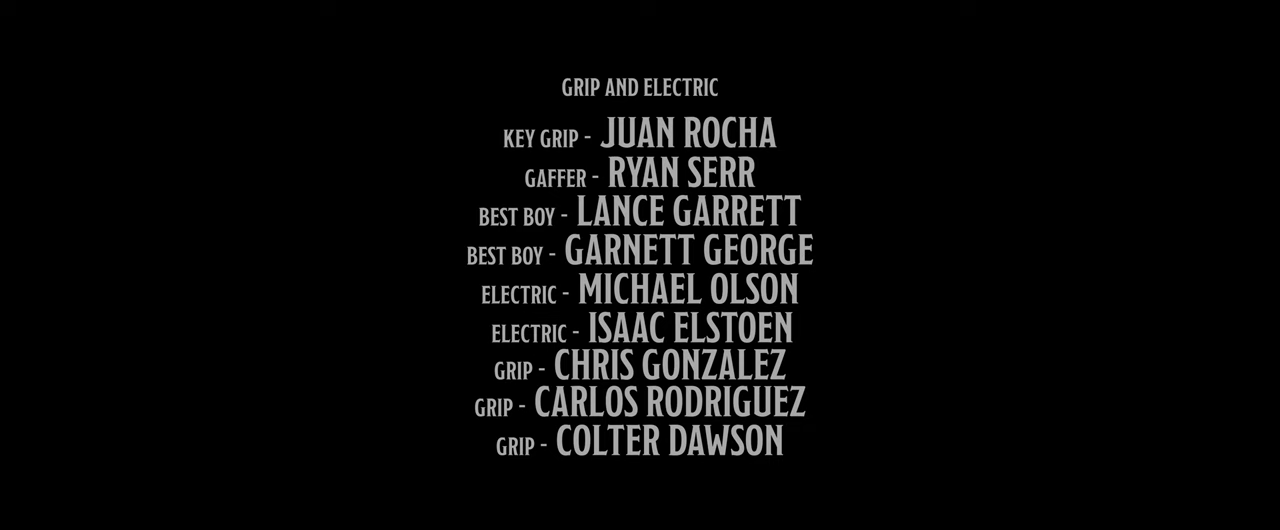 GRIP AND ELECTRIC
KEY GRIP - JUAN ROCHA
GAFFER - RYAN SERR
BEST BOY - LANCE GARRETT
BEST BOY - GARNETT GEORGE
ELECTRIC - MICHAEL OLSON
ELECTRIC - ISAAC ELSTOEN
GRIP - CHRIS GONZALEZ
GRIP - CARLOS RODRIGUEZ
GRIP - COLTER DAWSON